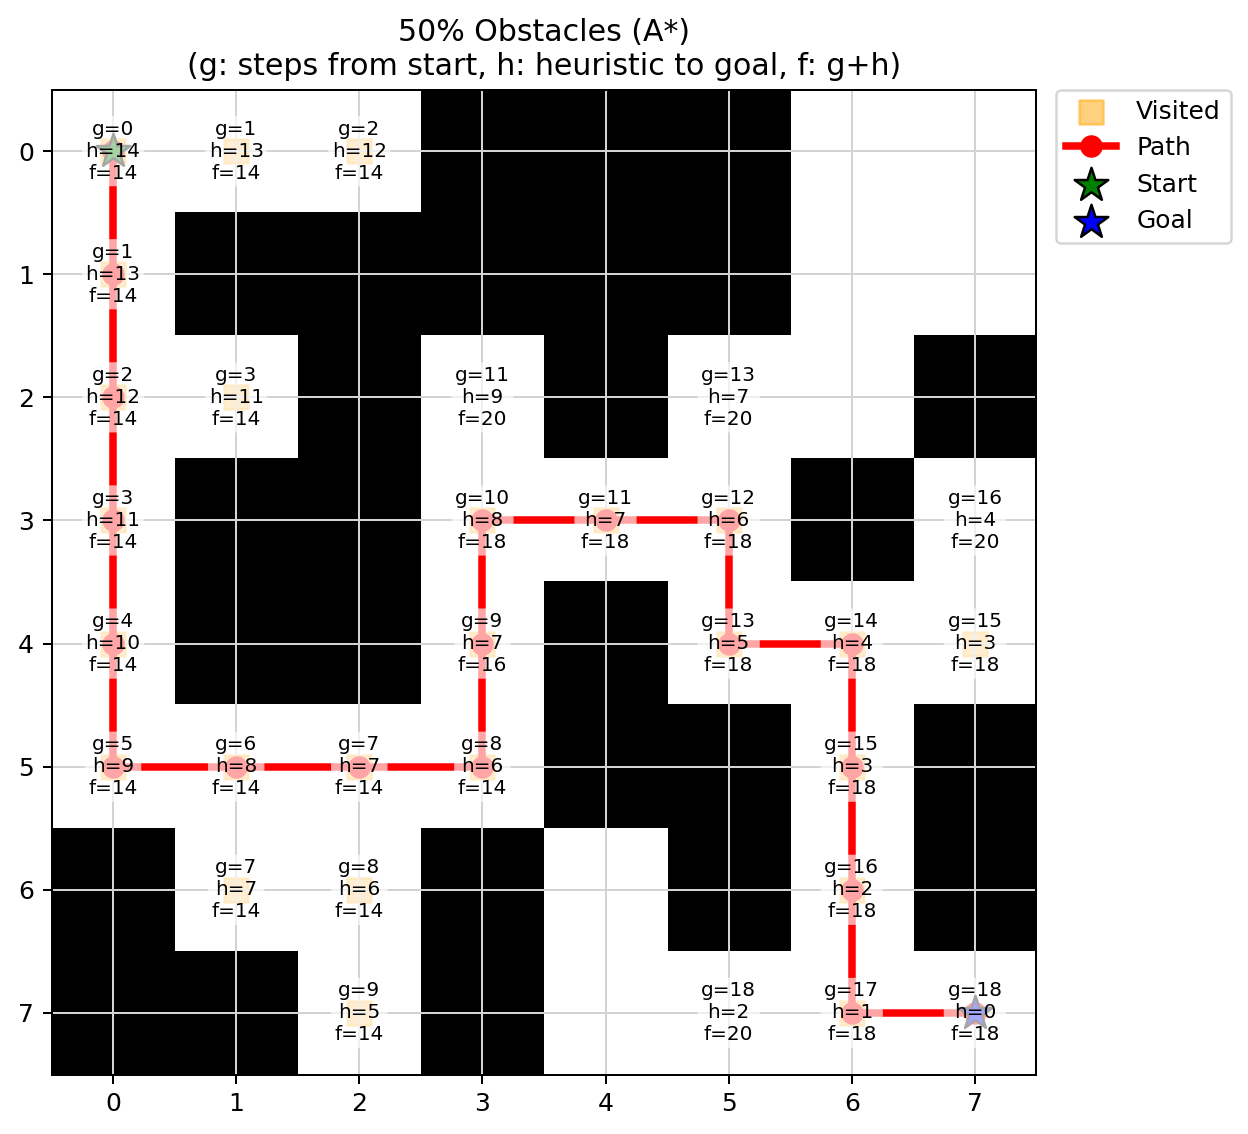 50% Obstacles (A*)
(g: steps from start, h: heuristic to goal, f: g+h)
Visited
Path
Start
Goal
0
g=0
h=14
f=14
g=1
h=13
f=14
g=2
h=12
f=14
1
g=1
h=13
f=14
2
g=2
h=12
f=14
g=3
h=11
f=14
g=11
h=9
f=20
g=13
h=7
f=20
3
g=3
h=11
f=14
g=10
h=8
f=18
g=11
h=7
f=18
g=12
h=6
f=18
g=16
h=4
f=20
4
g=4
h=10
f=14
g=9
h=7
f=16
g=13
h=5
f=18
g=14
h=4
f=18
g=15
h=3
f=18
5
g=5
h=9
f=14
g=6
h=8
f=14
g=7
h=7
f=14
g=8
h=6
f=14
g=15
h=3
f=18
6
g=7
h=7
f=14
g=8
h=6
f=14
g=16
h=2
f=18
7
g=9
h=5
f=14
g=18
h=2
f=20
g=17
h=1
f=18
g=18
h=0
f=18
0 1 2 3 4 5 6 7